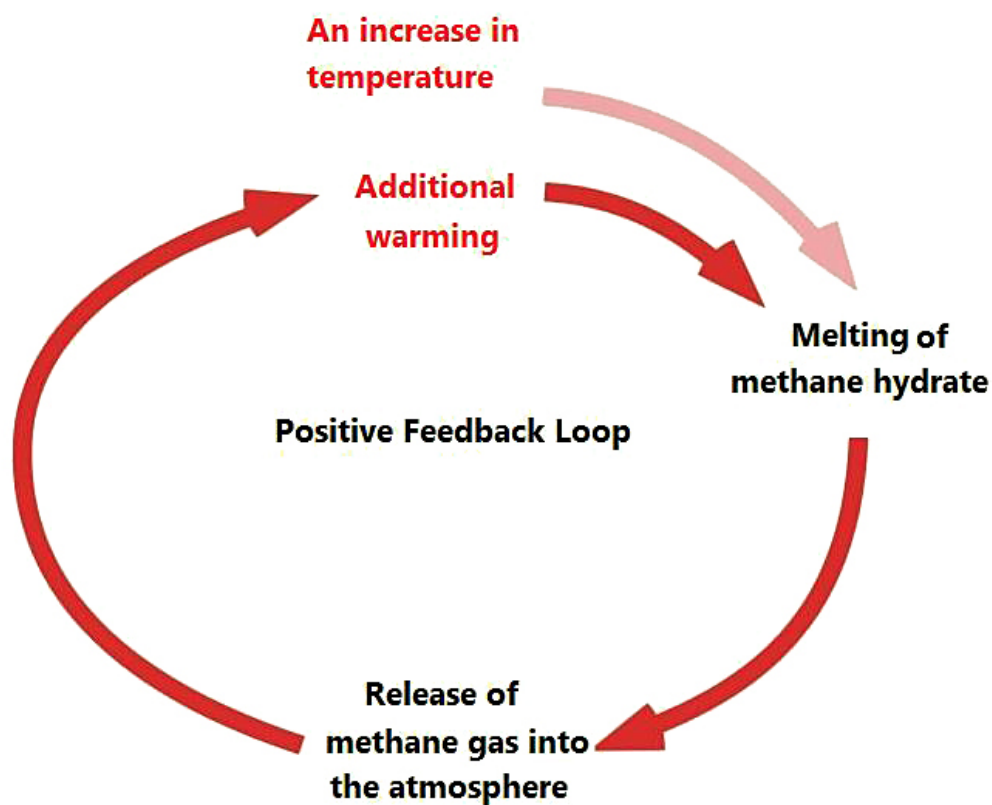 An increase in
temperature
Additional
warming
Melting of
methane hydrate
Positive Feedback Loop
Release of
methane gas into
the atmosphere